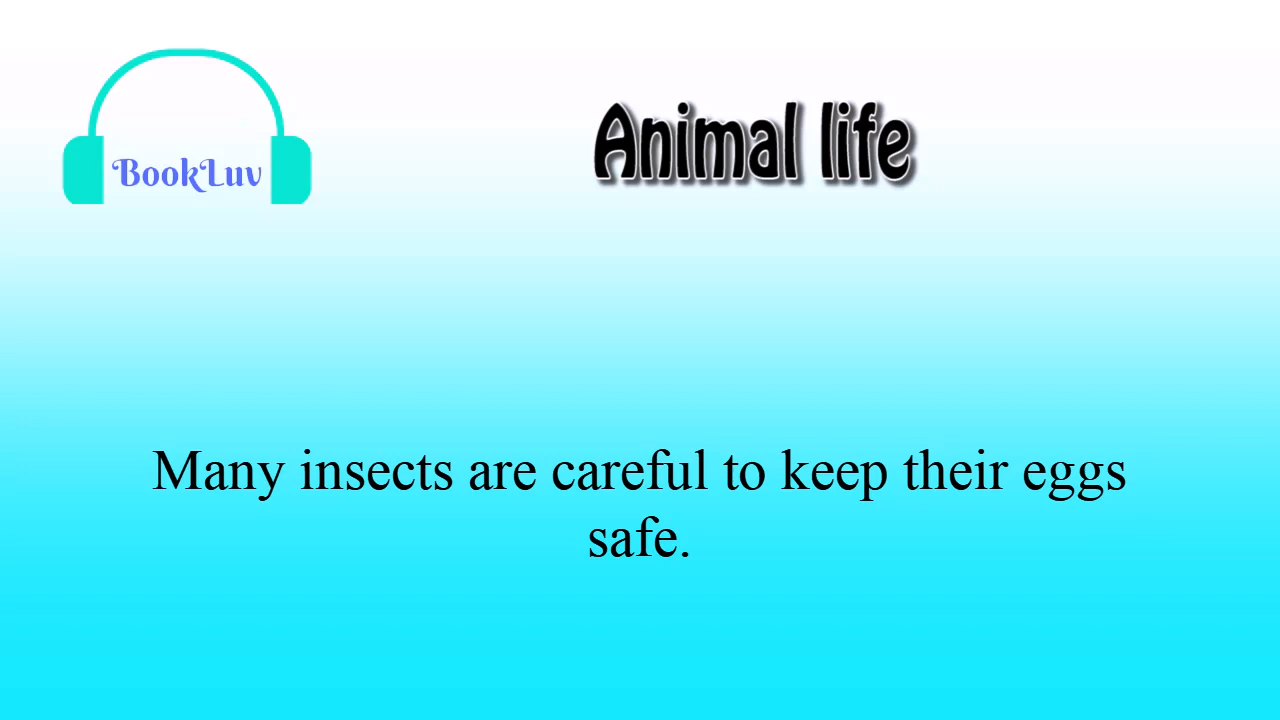 BookLuv
Animal life
Many insects are careful to keep their eggs
safe.